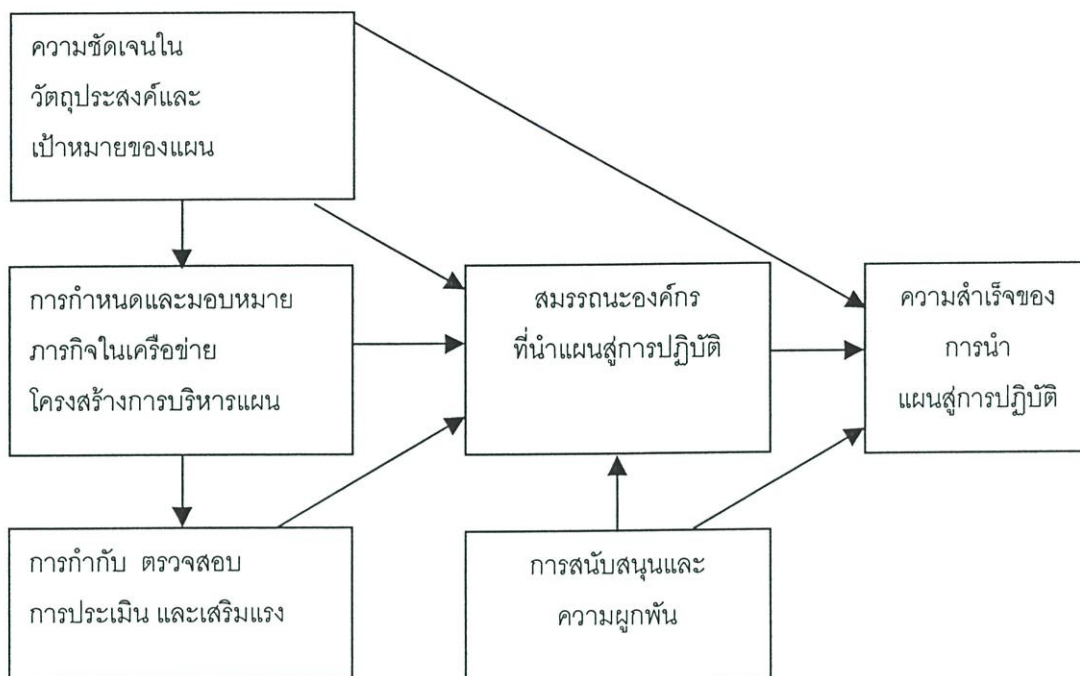 ความชัดเจนใน
วัตถุประสงค์และ
เป้าหมายของแผน
การกำหนดและมอบหมาย
ภารกิจในเครือข่าย
โครงสร้างการบริหารแผน
สมรรถนะองค์กร
ที่นำแผนสู่การปฏิบัติ
ความสำเร็จของ
การนำ
แผนสู่การปฏิบัติ
การกำกับ ตรวจสอบ
การประเมิน และเสริมแรง
การสนับสนุนและ
ความผูกพัน